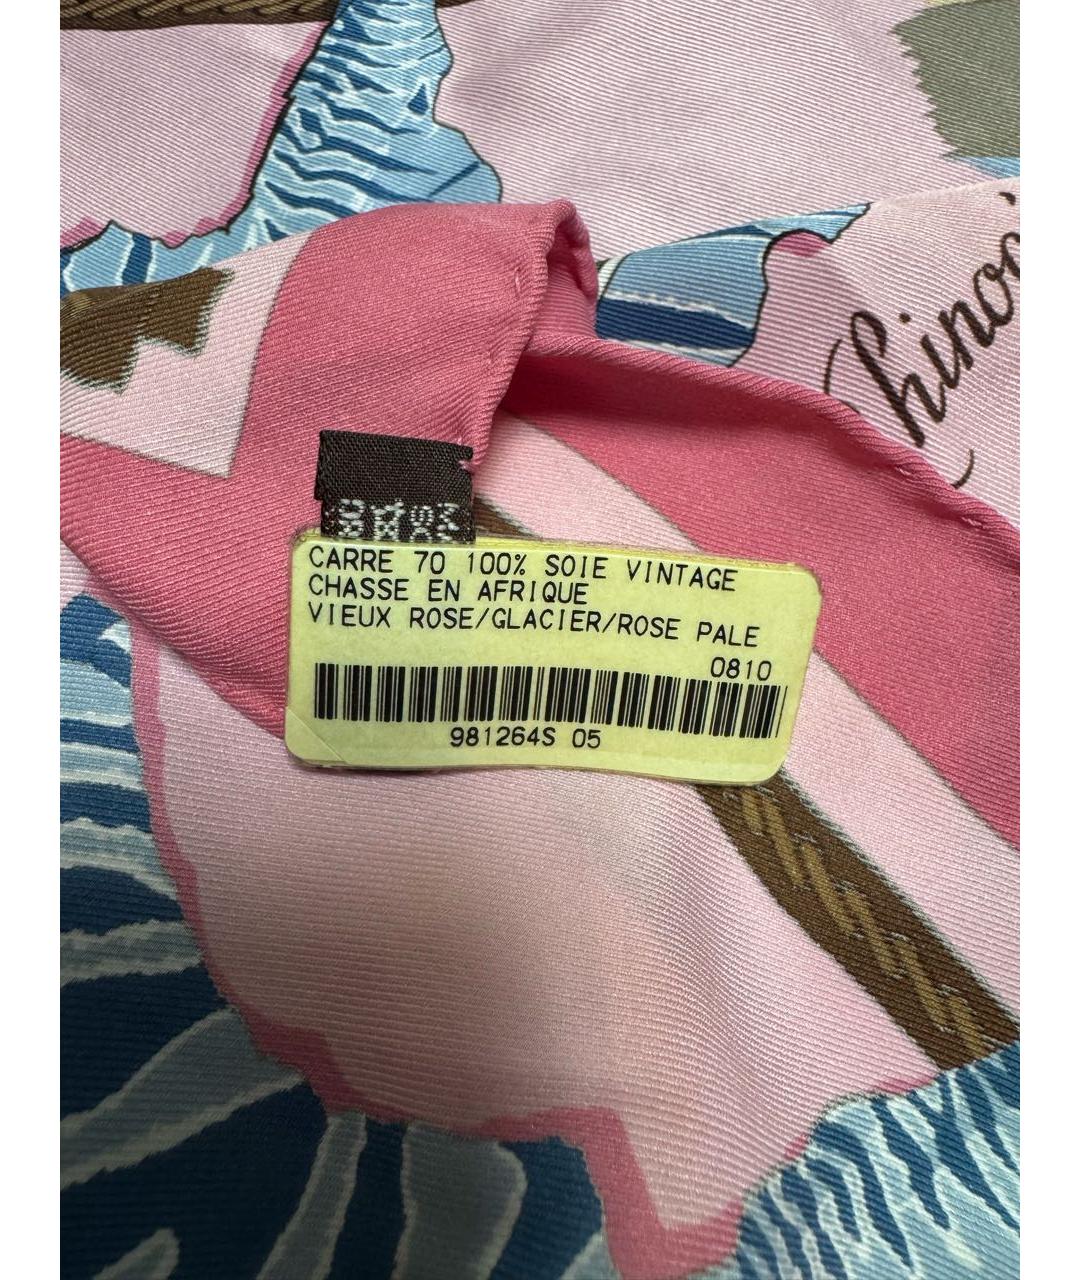 CARRE 70 100% SOIE VINTAGE
CHASSE EN AFRIQUE
VIEUX ROSE/GLACIER/ROSE PALE
0810
981264S 05